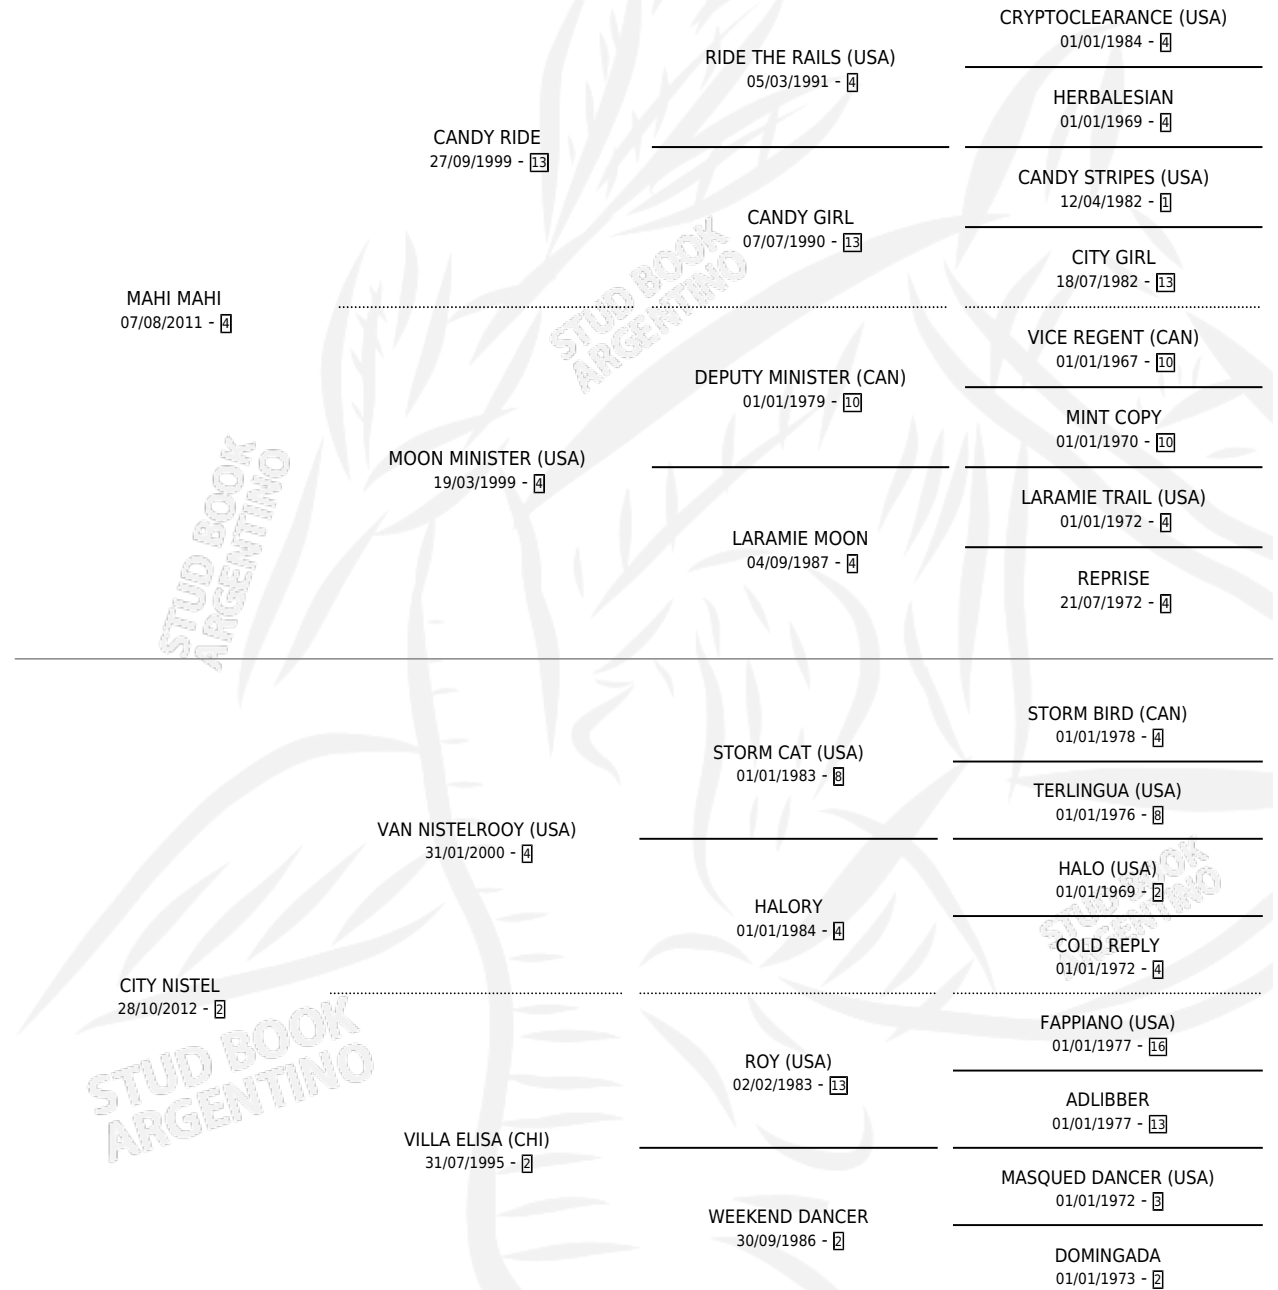 CRYPTOCLEARANCE (USA)
01/01/1984 - 4
RIDE THE RAILS (USA)
05/03/1991 - 4
HERBALESIAN
01/01/1969 - 4
CANDY RIDE
27/09/1999 - 13
CANDY STRIPES (USA)
12/04/1982 - 1
CANDY GIRL
07/07/1990 - 13
CITY GIRL
18/07/1982 - 13
MAHI MAHI
07/08/2011 - 4
VICE REGENT (CAN)
01/01/1967 - 10
DEPUTY MINISTER (CAN)
01/01/1979 - 10
MINT COPY
01/01/1970 - 10
MOON MINISTER (USA)
19/03/1999 - 4
LARAMIE TRAIL (USA)
01/01/1972 - 4
LARAMIE MOON
04/09/1987 - 4
REPRISE
21/07/1972 - 4
STUD BOOK
ARGENTINO
STUD BOOK
ARGENTINO
STORM BIRD (CAN)
01/01/1978 - 4
STORM CAT (USA)
01/01/1983 - 8
TERLINGUA (USA)
01/01/1976 - 8
VAN NISTELROOY (USA)
31/01/2000 - 4
HALO (USA)
01/01/1969 - 2
HALORY
01/01/1984 - 4
COLD REPLY
01/01/1972 - 4
CITY NISTEL
28/10/2012 - 2
FAPPIANO (USA)
01/01/1977 - 16
ROY (USA)
02/02/1983 - 13
ADLIBBER
01/01/1977 - 13
VILLA ELISA (CHI)
31/07/1995 - 2
MASQUED DANCER (USA)
01/01/1972 - 3
WEEKEND DANCER
30/09/1986 - 2
DOMINGADA
01/01/1973 - 2
STUD BOOK
ARGENTINO
STUD BOOK
ARGENTINO